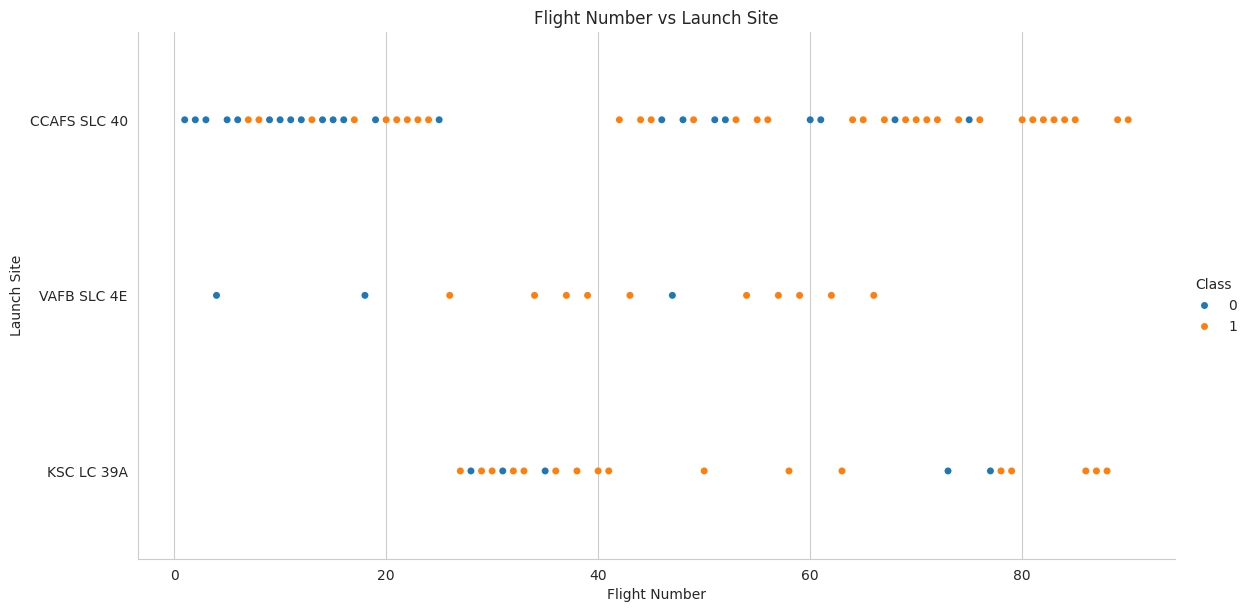 Flight Number vs Launch Site
CCAFS SLC 40
VAFB SLC 4E
KSC LC 39A
Launch Site
0
20
40
60
80
Flight Number
Class
0
1